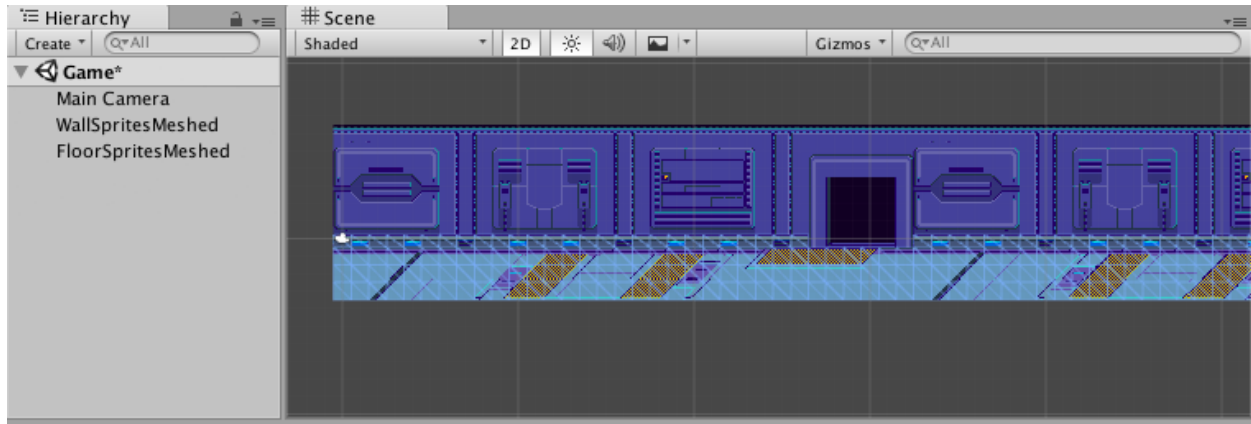 Hierarchy
Create
All
Game*
Main Camera
WallSpritesMeshed
FloorSpritesMeshed
Scene
Shaded
2D
Gizmos
All